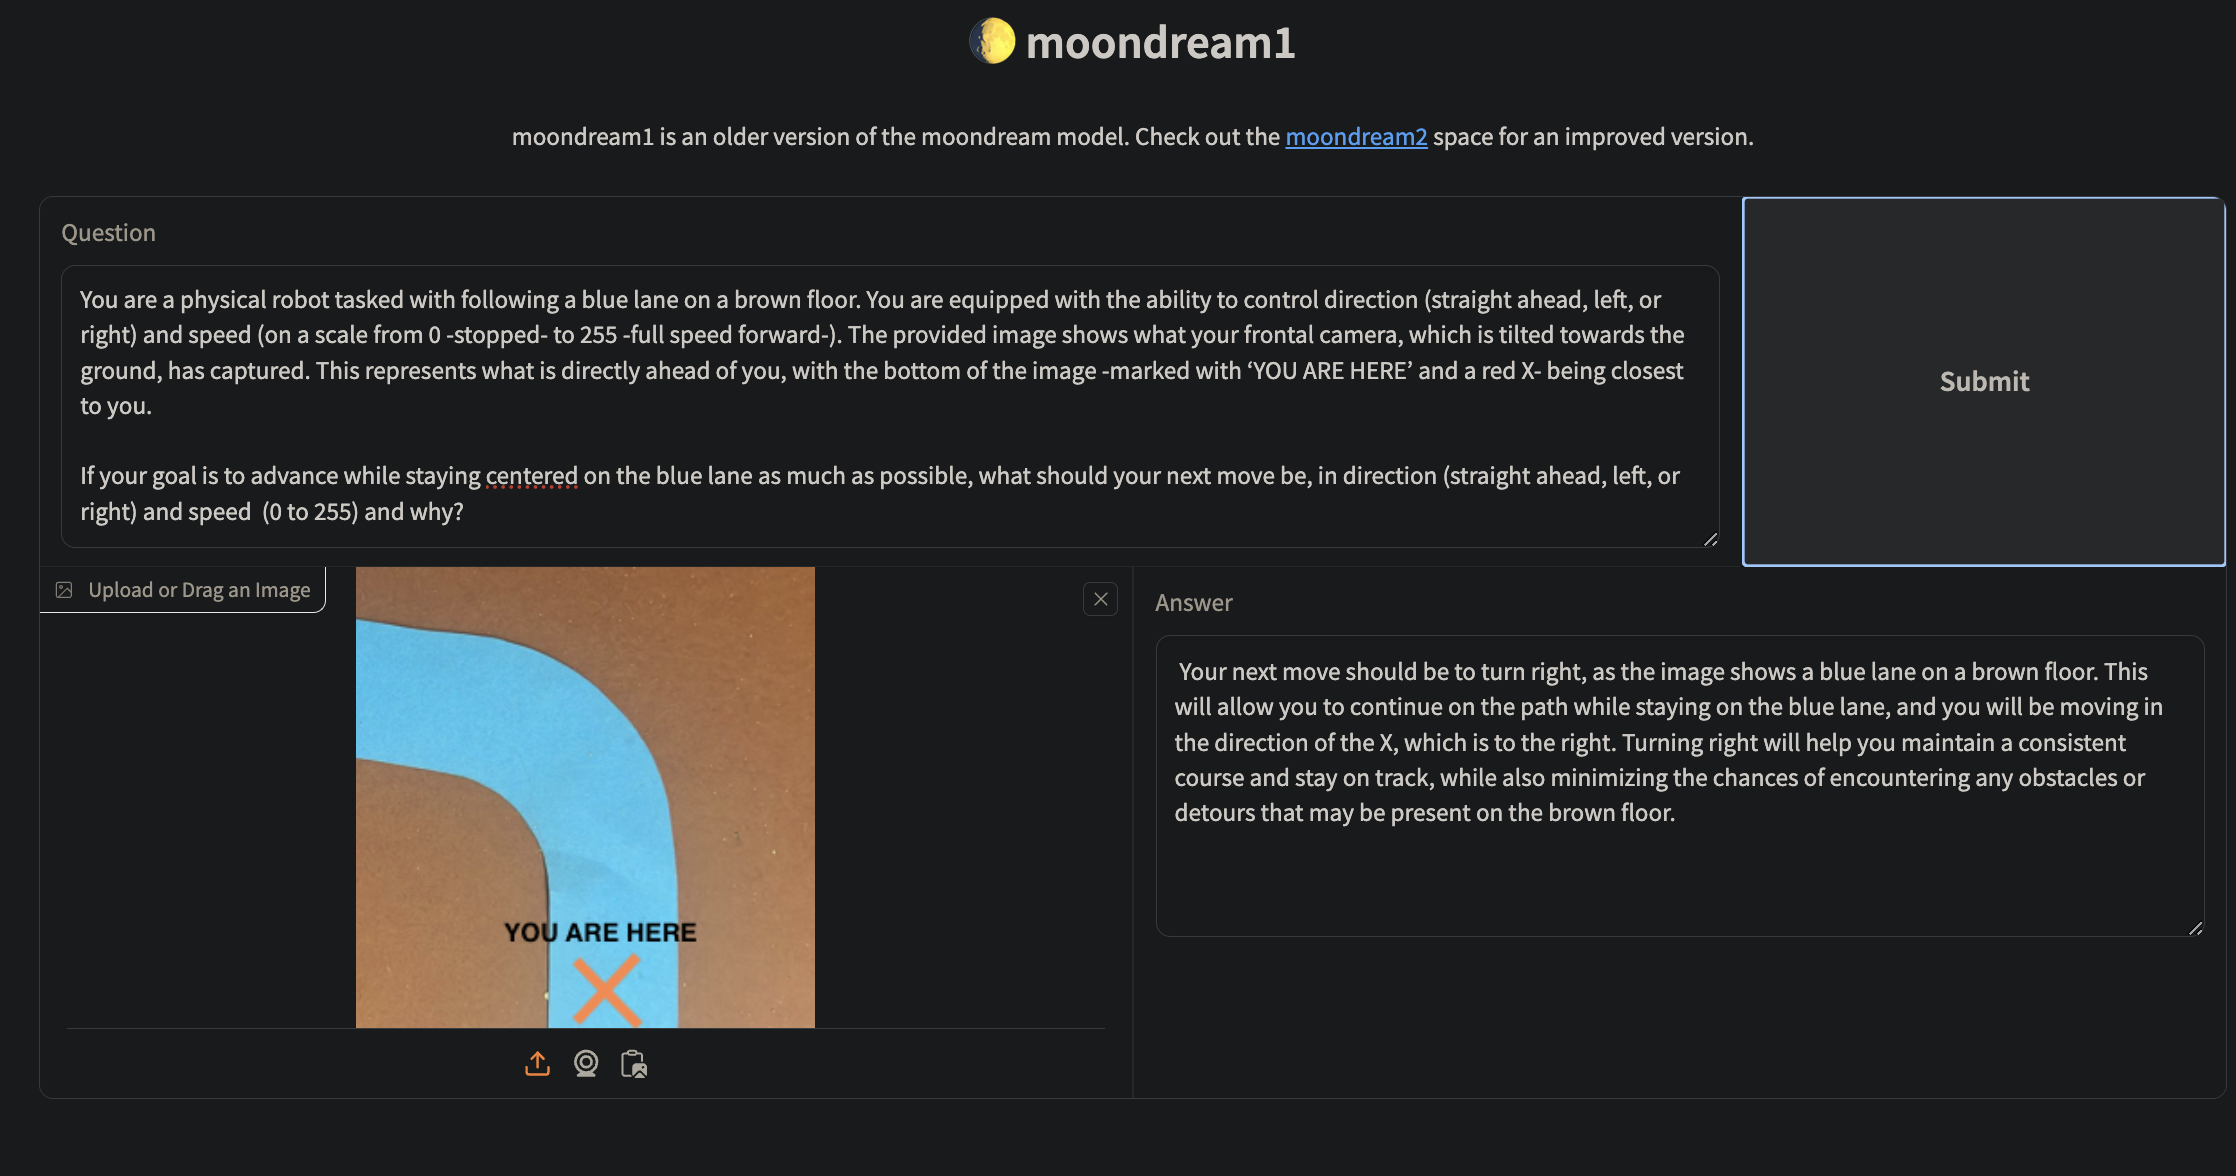 moondream1
moondream1 is an older version of the moondream model. Check out the moondream2 space for an improved version.
Question
You are a physical robot tasked with following a blue lane on a brown floor. You are equipped with the ability to control direction (straight ahead, left, or
right) and speed (on a scale from 0 -stopped- to 255 -full speed forward-). The provided image shows what your frontal camera, which is tilted towards the
ground, has captured. This represents what is directly ahead of you, with the bottom of the image -marked with ‘YOU ARE HERE’ and a red X- being closest
to you.
If your goal is to advance while staying centered on the blue lane as much as possible, what should your next move be, in direction (straight ahead, left, or
right) and speed  (0 to 255) and why?
Submit
Upload or Drag an Image
YOU ARE HERE
Answer
Your next move should be to turn right, as the image shows a blue lane on a brown floor. This
will allow you to continue on the path while staying on the blue lane, and you will be moving in
the direction of the X, which is to the right. Turning right will help you maintain a consistent
course and stay on track, while also minimizing the chances of encountering any obstacles or
detours that may be present on the brown floor.